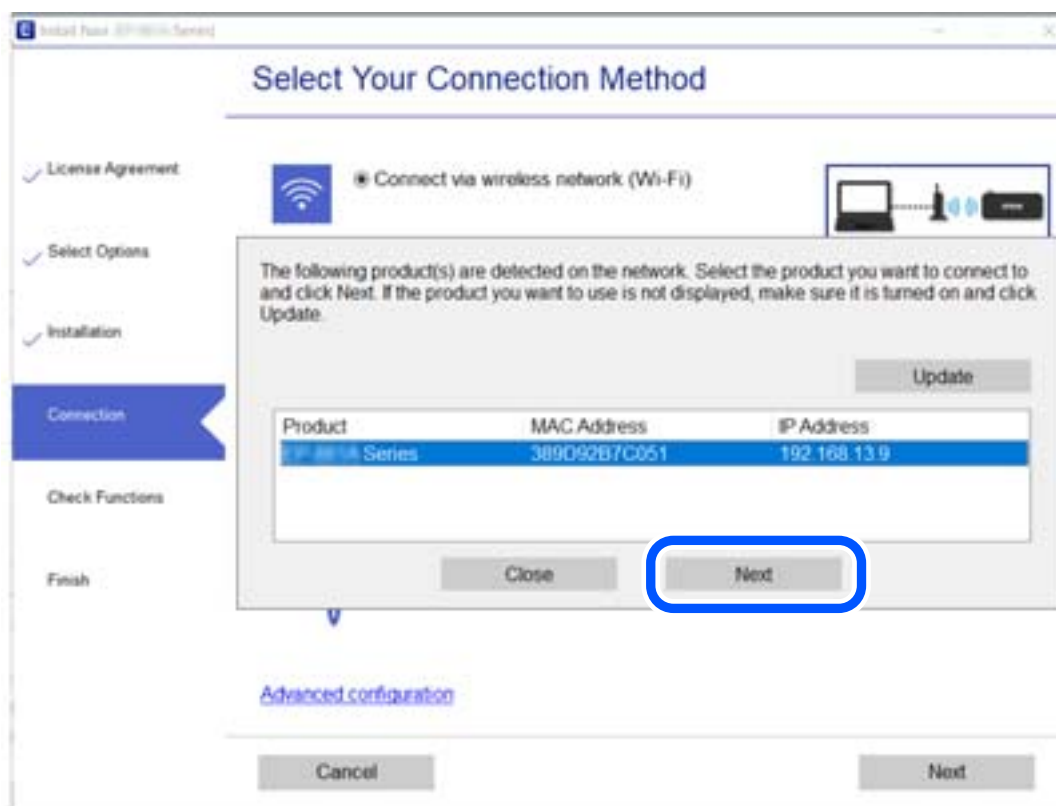 Install Navi
Series]
Select Your Connection Method
License Agreement
Connect via wireless network (Wi-Fi)
Select Options
The following product(s) are detected on the network. Select the product you want to connect to
and click Next. If the product you want to use is not displayed, make sure it is turned on and click
Update.
Installation
Update
Connection
Product MAC Address IP Address
Series 389D92B7C051 192.168.13.9
Check Functions
Close Next
Finish
Advanced configuration
Cancel Next